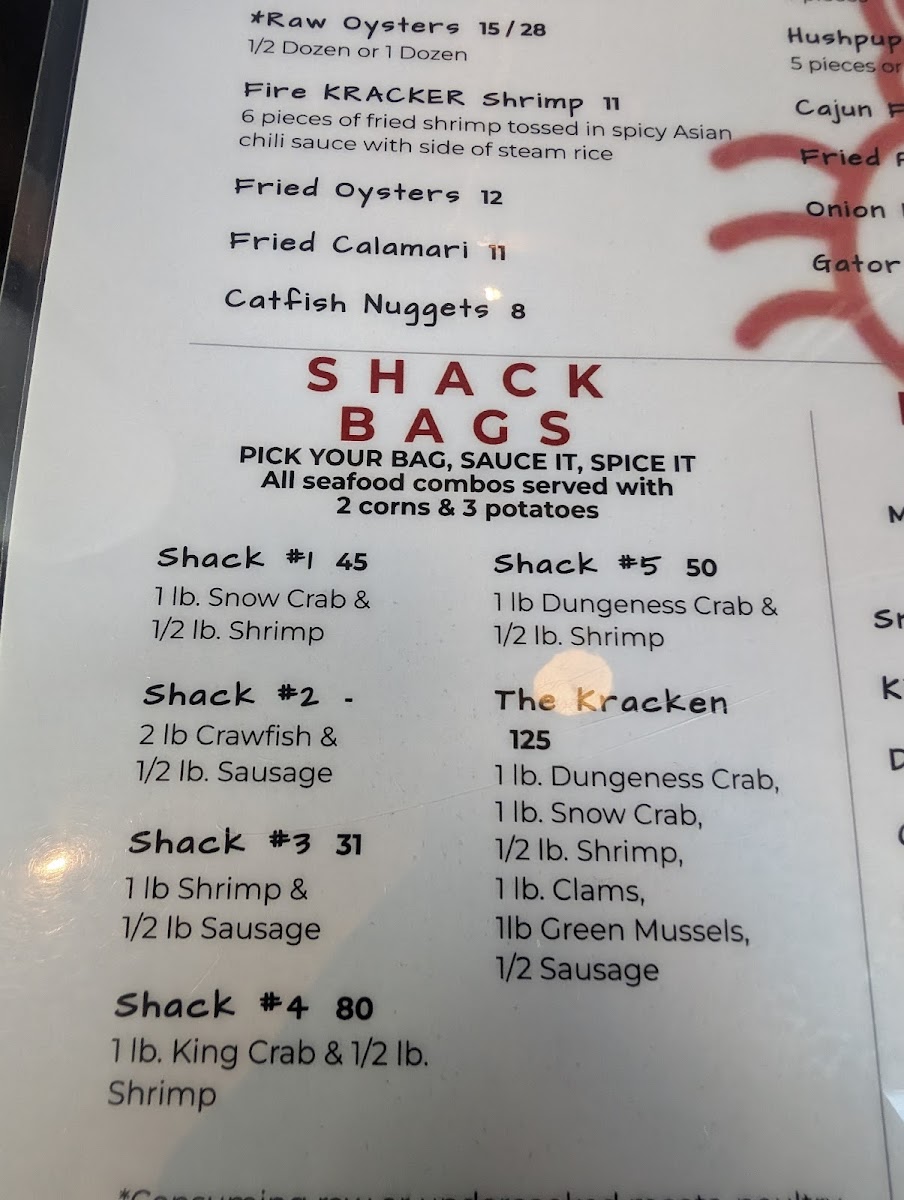 *Raw Oysters 15 / 28
1/2 Dozen or 1 Dozen
Fire KRACKER Shrimp 11
6 pieces of fried shrimp tossed in spicy Asian
chili sauce with side of steam rice
Fried Oysters 12
Fried Calamari 11
Catfish Nuggets 8
5 pieces or
Cajun
Fried
Onion
Gator
SHACK
BAGS
PICK YOUR BAG, SAUCE IT, SPICE IT
All seafood combos served with
2 corns & 3 potatoes
Shack #1 45
1 lb. Snow Crab &
1/2 lb. Shrimp
Shack #2 -
2 lb Crawfish &
1/2 lb. Sausage
Shack #3 31
1 lb Shrimp &
1/2 lb Sausage
Shack #4 80
1 lb. King Crab & 1/2 lb.
Shrimp
Shack #5 50
1 lb Dungeness Crab &
1/2 lb. Shrimp
The Kracken
125
1 lb. Dungeness Crab,
1 lb. Snow Crab,
1/2 lb. Shrimp,
1 lb. Clams,
1lb Green Mussels,
1/2 Sausage